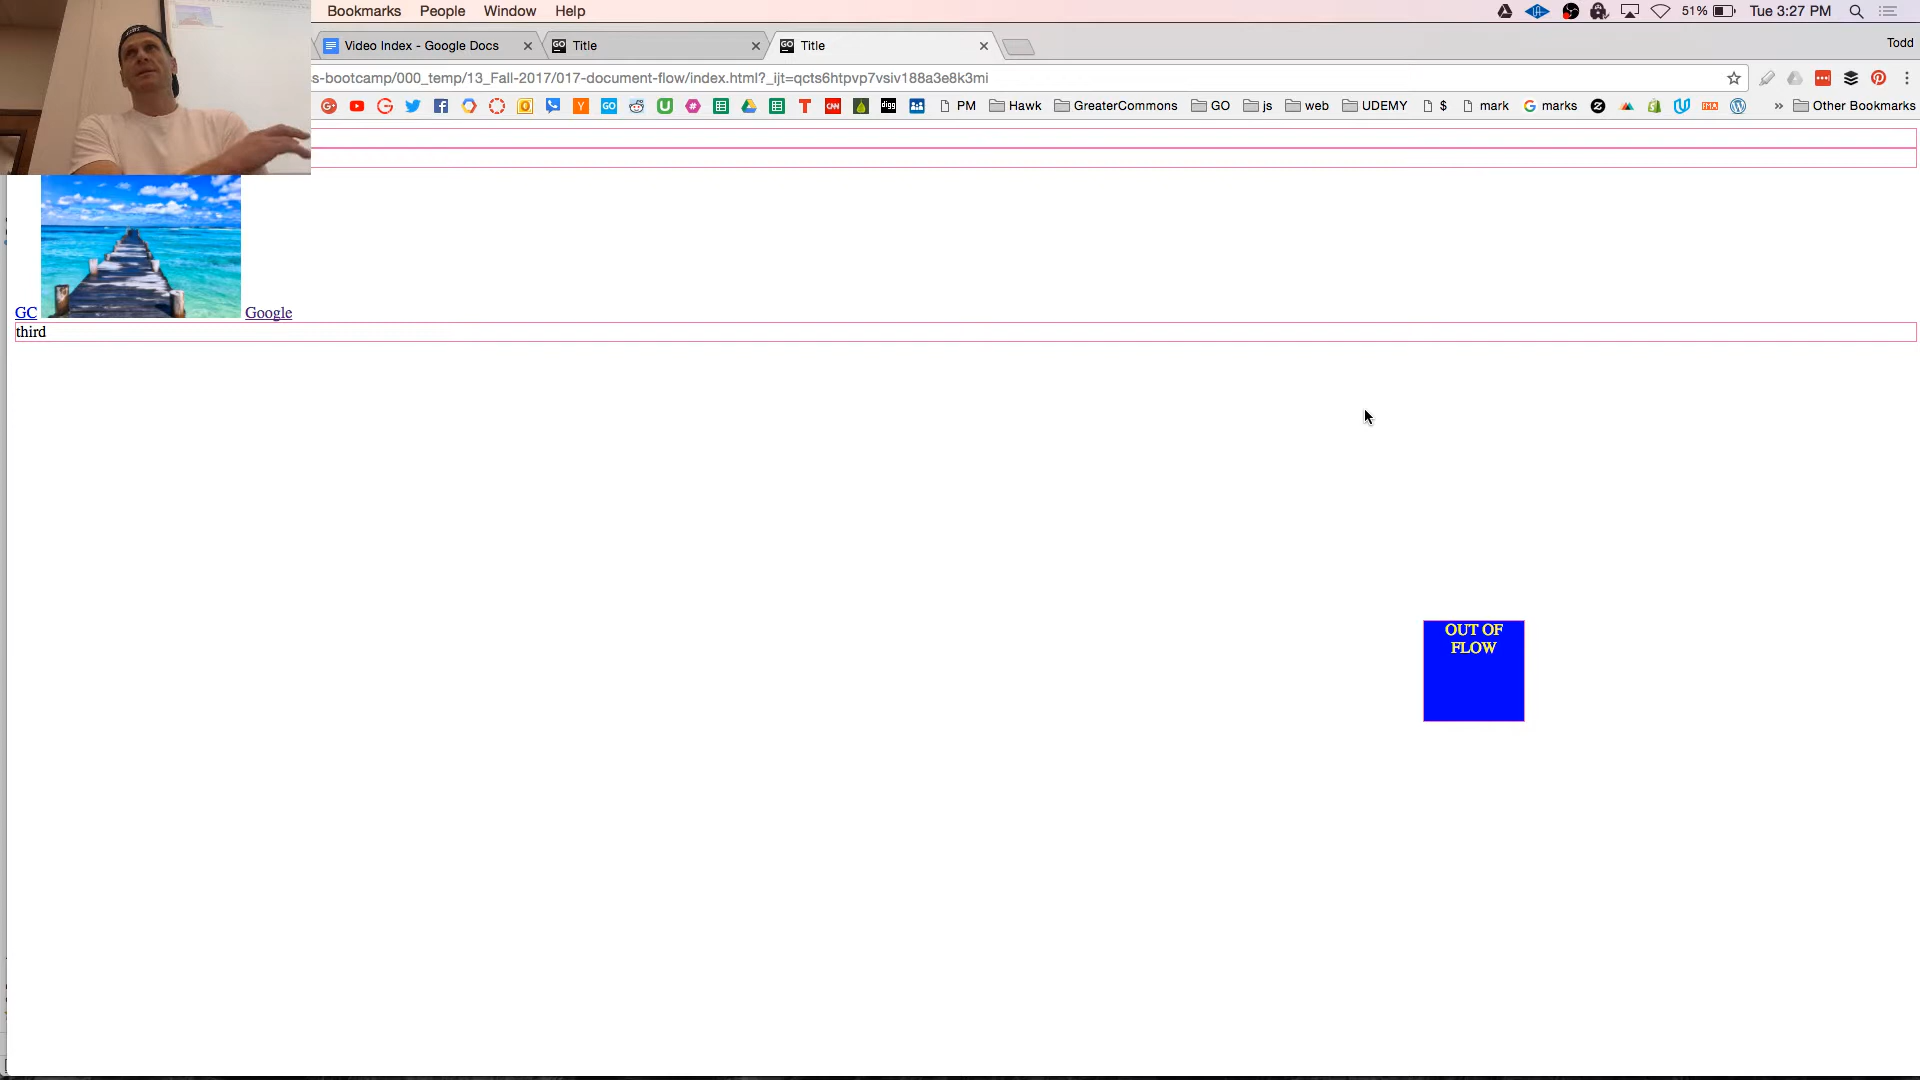 Bookmarks People Window Help 51% Tue 3:27 PM
Video Index - Google Docs Title Title Todd
s-bootcamp/000_temp/13_Fall-2017/017-document-flow/index.html?_ijt=qcts6htpvp7vsiv188a3e8k3mi
PM Hawk GreaterCommons GO js web UDEMY $ mark marks » Other Bookmarks
GC Google
third
OUT OF
FLOW